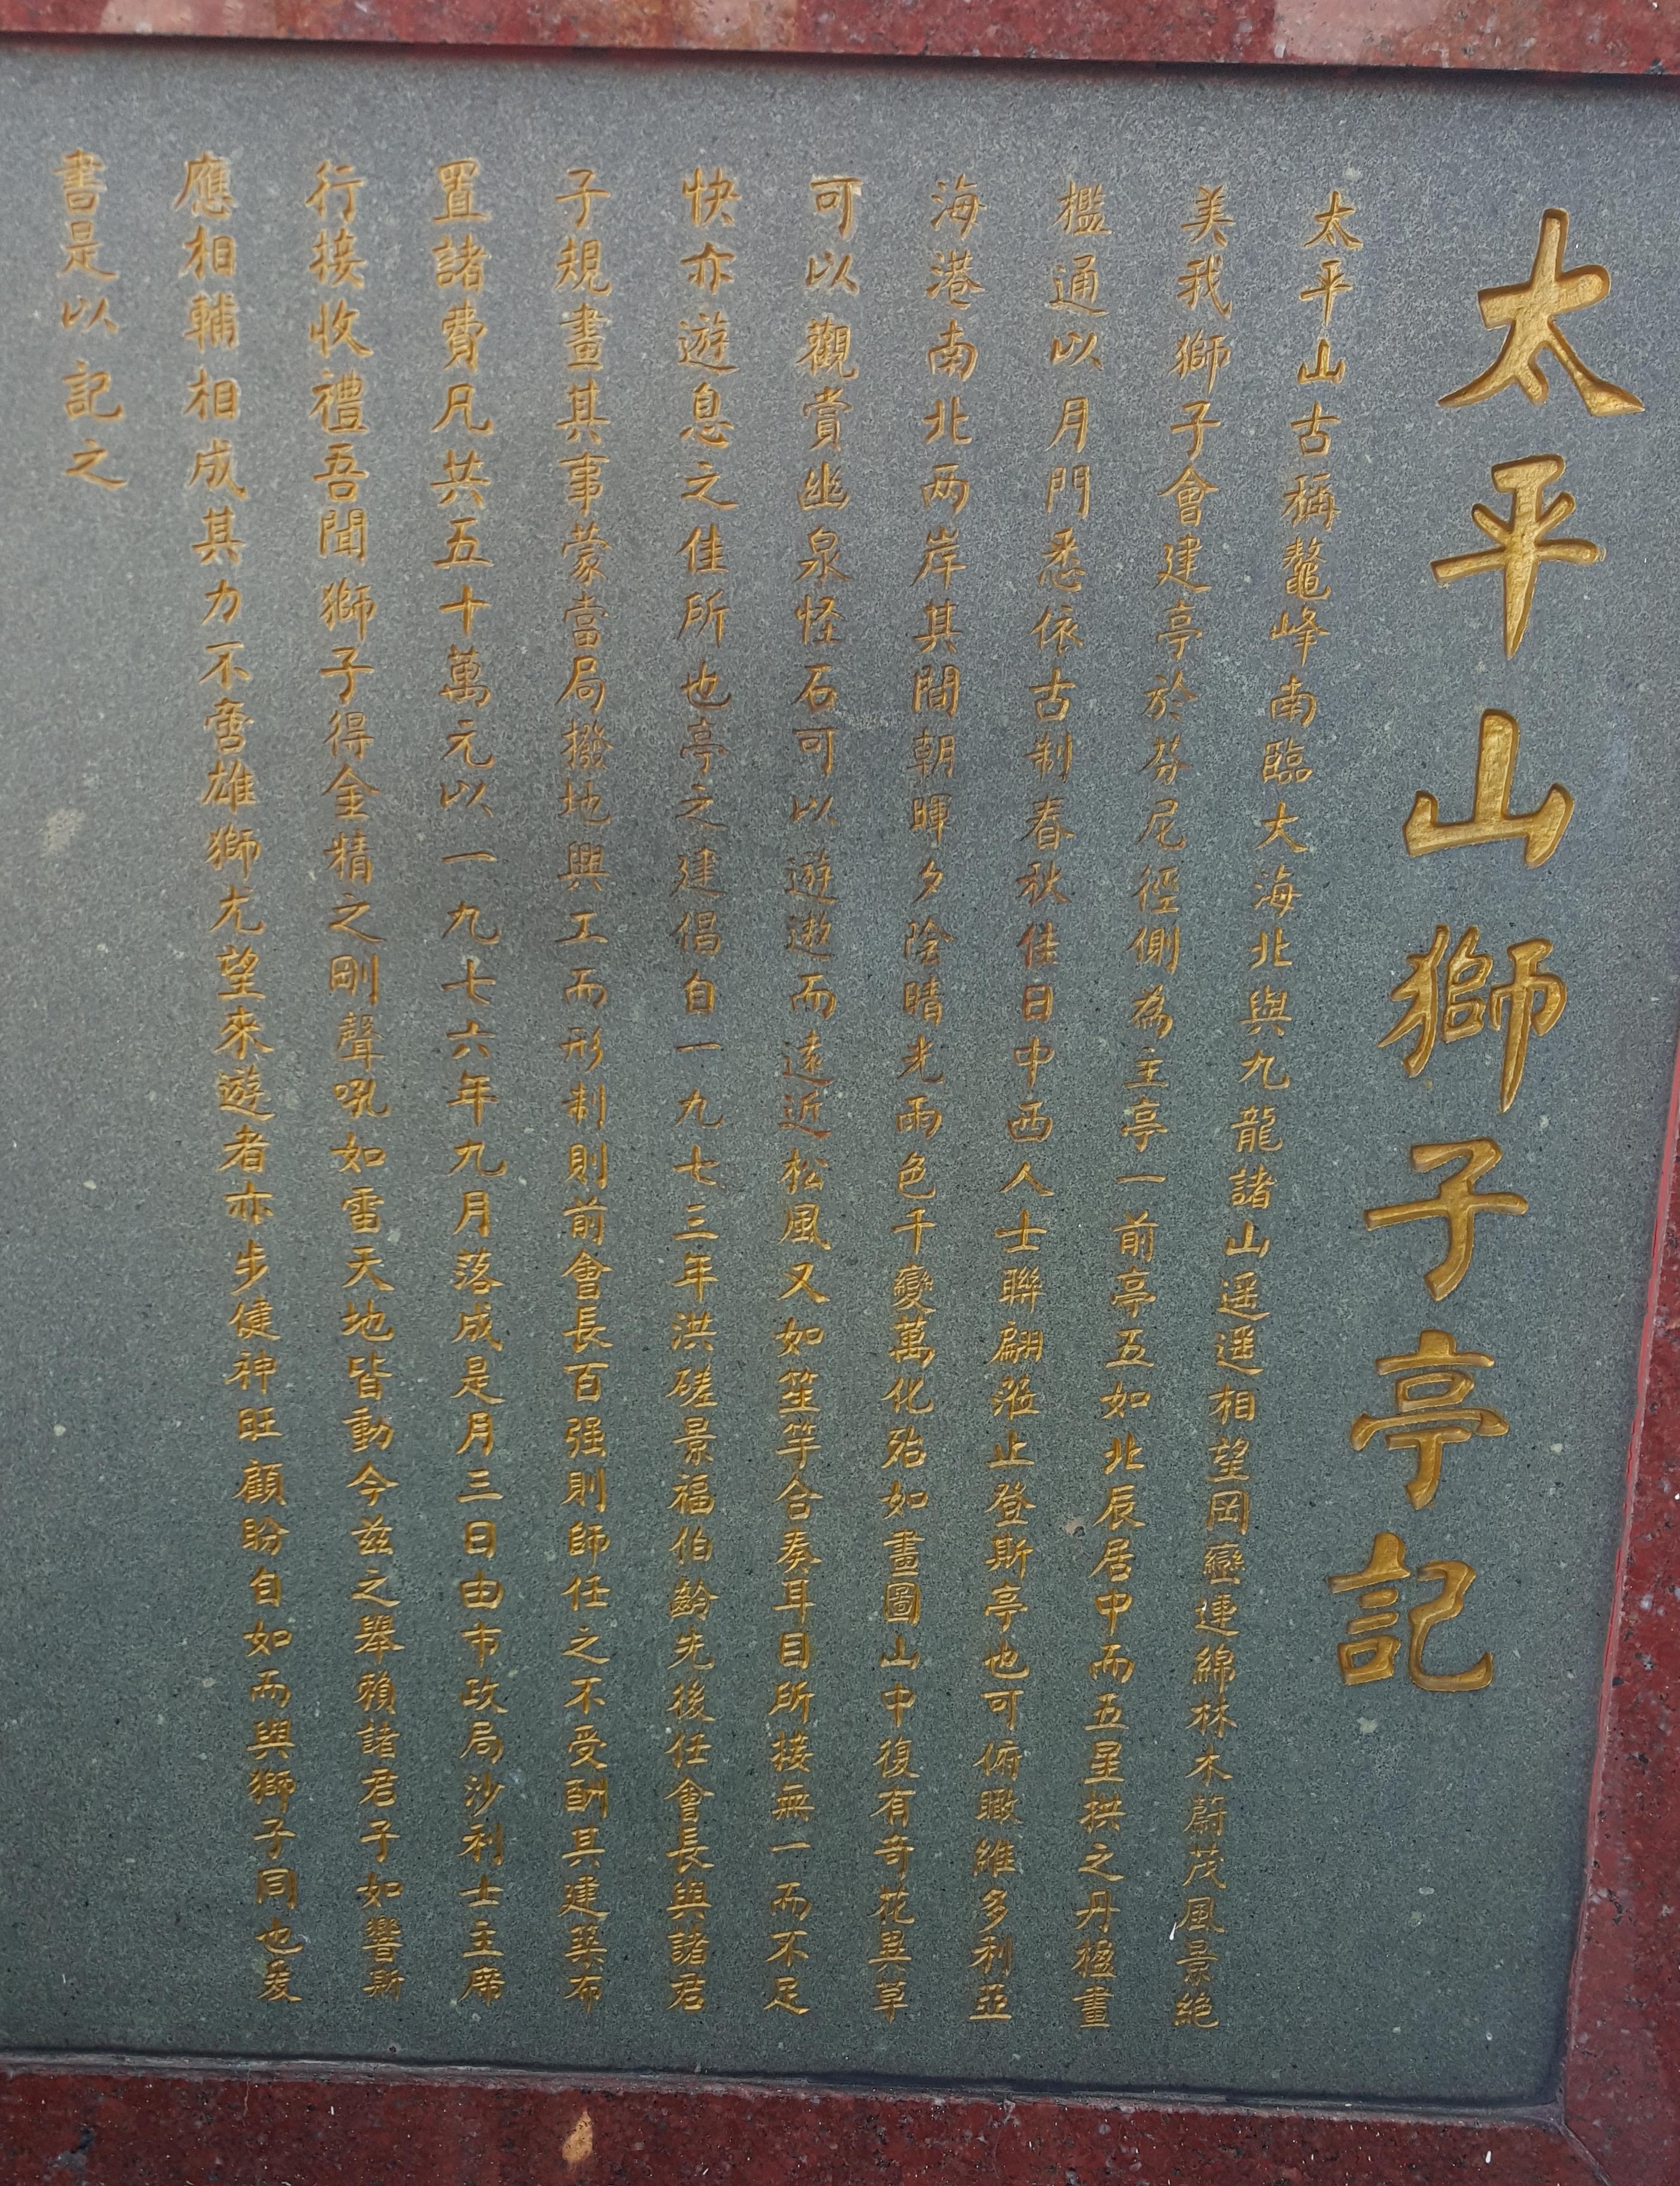 太平山獅子亭記
太平山古稱鼇峰南臨大海北與九龍諸山遥遥相望岡巒連綿林木蔚茂風景絕
美我獅子會建亭於芬尼徑側為主亭一前亭五如北辰居中而五星拱之丹楹畫
檻通以月門悉依古制春秋佳日中西人士聯翩蒞止登斯亭也可俯瞰維多利亞
海港南北两岸其間朝暉夕陰晴光雨色千變萬化殆如畫圖山中復有奇花異草
可以觀賞幽泉怪石可以遊遨而遠近松風又如笙竽合奏耳目所接無一而不足
快亦遊息之佳所也亭之建倡自一九七三年洪磋景福伯齡先後任會長與諸君
子規畫其事蒙當局撥地興工而形制則前會長百强則師任之不受酬其建築布
置諸費凡共五十萬元以一九七六年九月落成是月三日由市政局沙利士主席
行接收禮吾聞獅子得金精之剛聲吼如雷天地皆動今兹之舉賴諸君子如響斯
應相輔相成其力不啻雄獅尤望來遊者亦步健神旺顧盼自如而與獅子同也爰
書是以記之